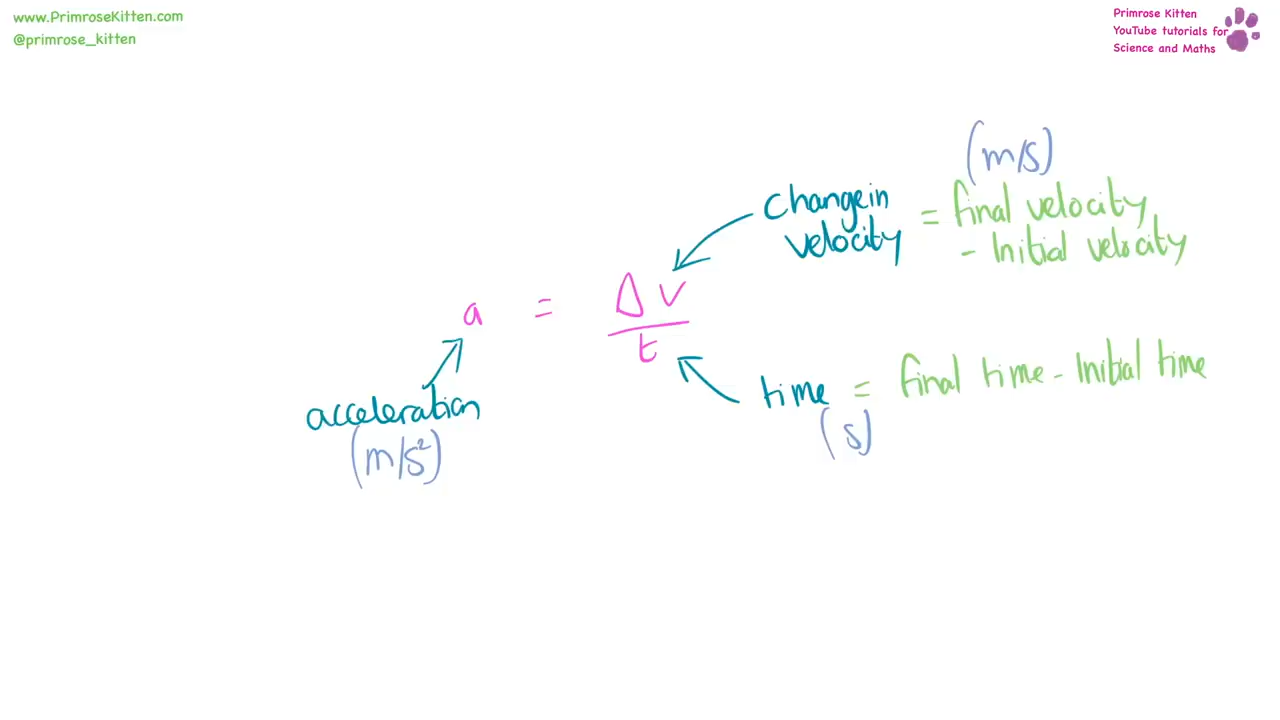 www.PrimroseKitten.com
@primrose_kitten
Primrose Kitten
YouTube tutorials for
Science and Maths
(m/s)
change in
velocity
= final velocity
- Initial velocity
a = Δv
t
acceleration
(m/s²)
time = final time - Initial time
(s)